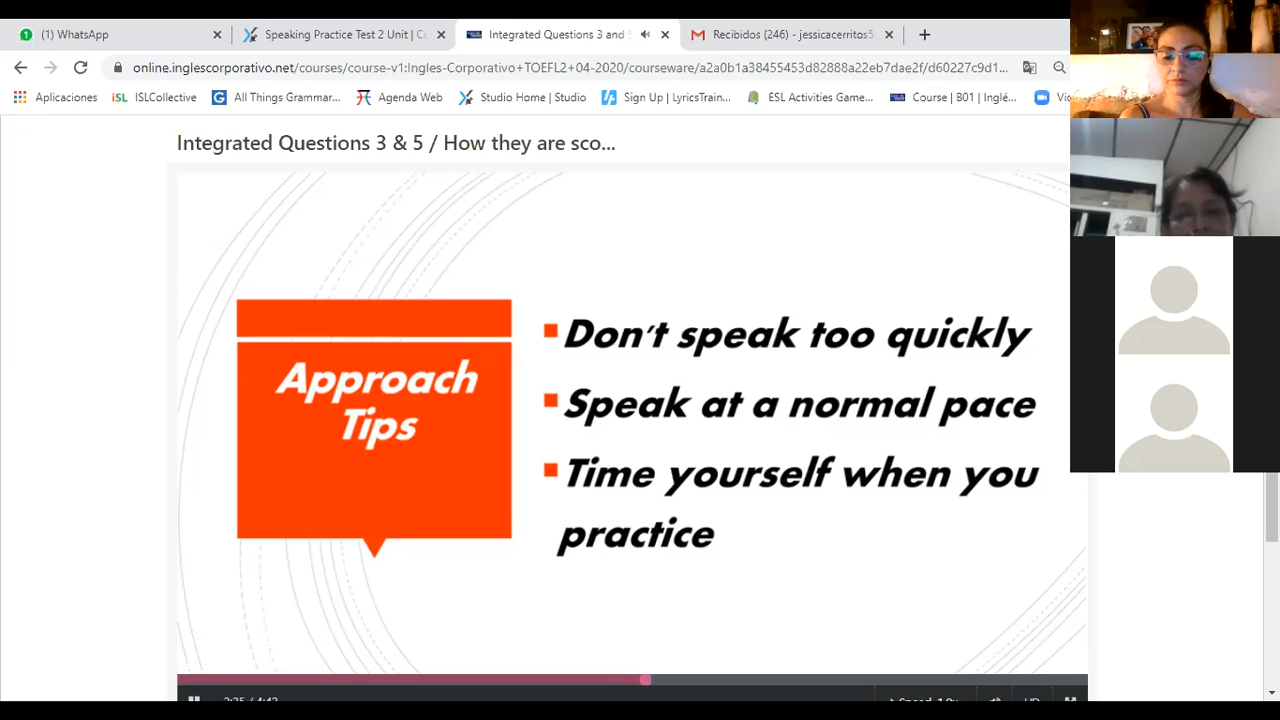 (1) WhatsApp
Speaking Practice Test 2 Unit | Cu
Integrated Questions 3 and
Recibidos (246) - jessicacerritos5
online.inglescorporativo.net/courses/course-v1:Ingles-Corporativo+TOEFL2+04-2020/courseware/a2a0b1a38455453d82888a22eb7dae2f/d60227c9d1...
Aplicaciones
iSL ISLCollective
All Things Grammar...
Agenda Web
Studio Home | Studio
Sign Up | LyricsTrain...
ESL Activities Game...
Course | B01 | Inglé...
Integrated Questions 3 & 5 / How they are sco...
Approach
Tips
Don't speak too quickly
Speak at a normal pace
Time yourself when you
practice